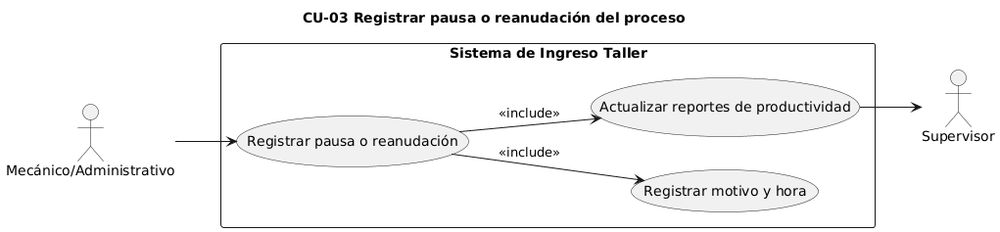 CU-03 Registrar pausa o reanudación del proceso
Sistema de Ingreso Taller
Mecánico/Administrativo
Registrar pausa o reanudación
«include»
«include»
Actualizar reportes de productividad
Registrar motivo y hora
Supervisor